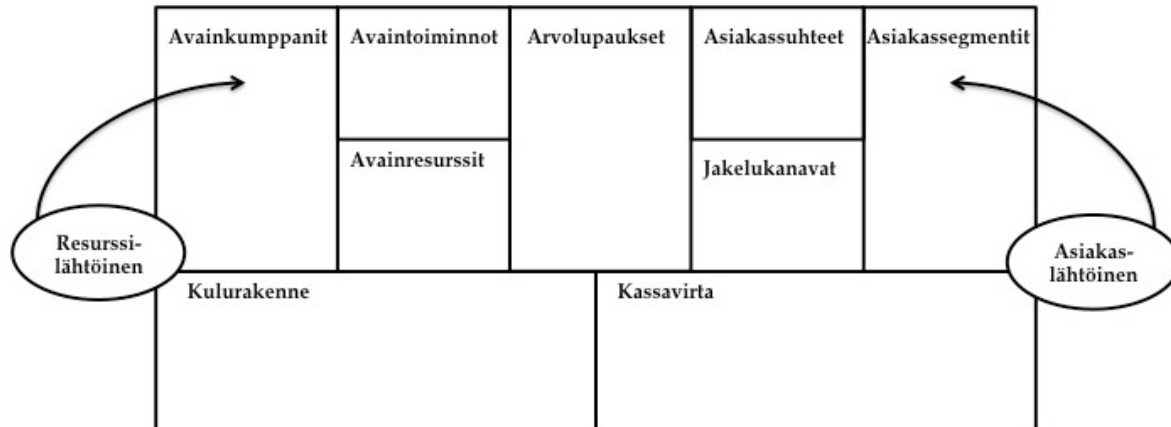 Avainkumppanit
Avaintoiminnot
Arvolupaukset
Asiakassuhteet
Asiakassegmentit
Avainresurssit
Jakelukanavat
Resurssi-
lähtöinen
Asiakas-
lähtöinen
Kulurakenne
Kassavirta